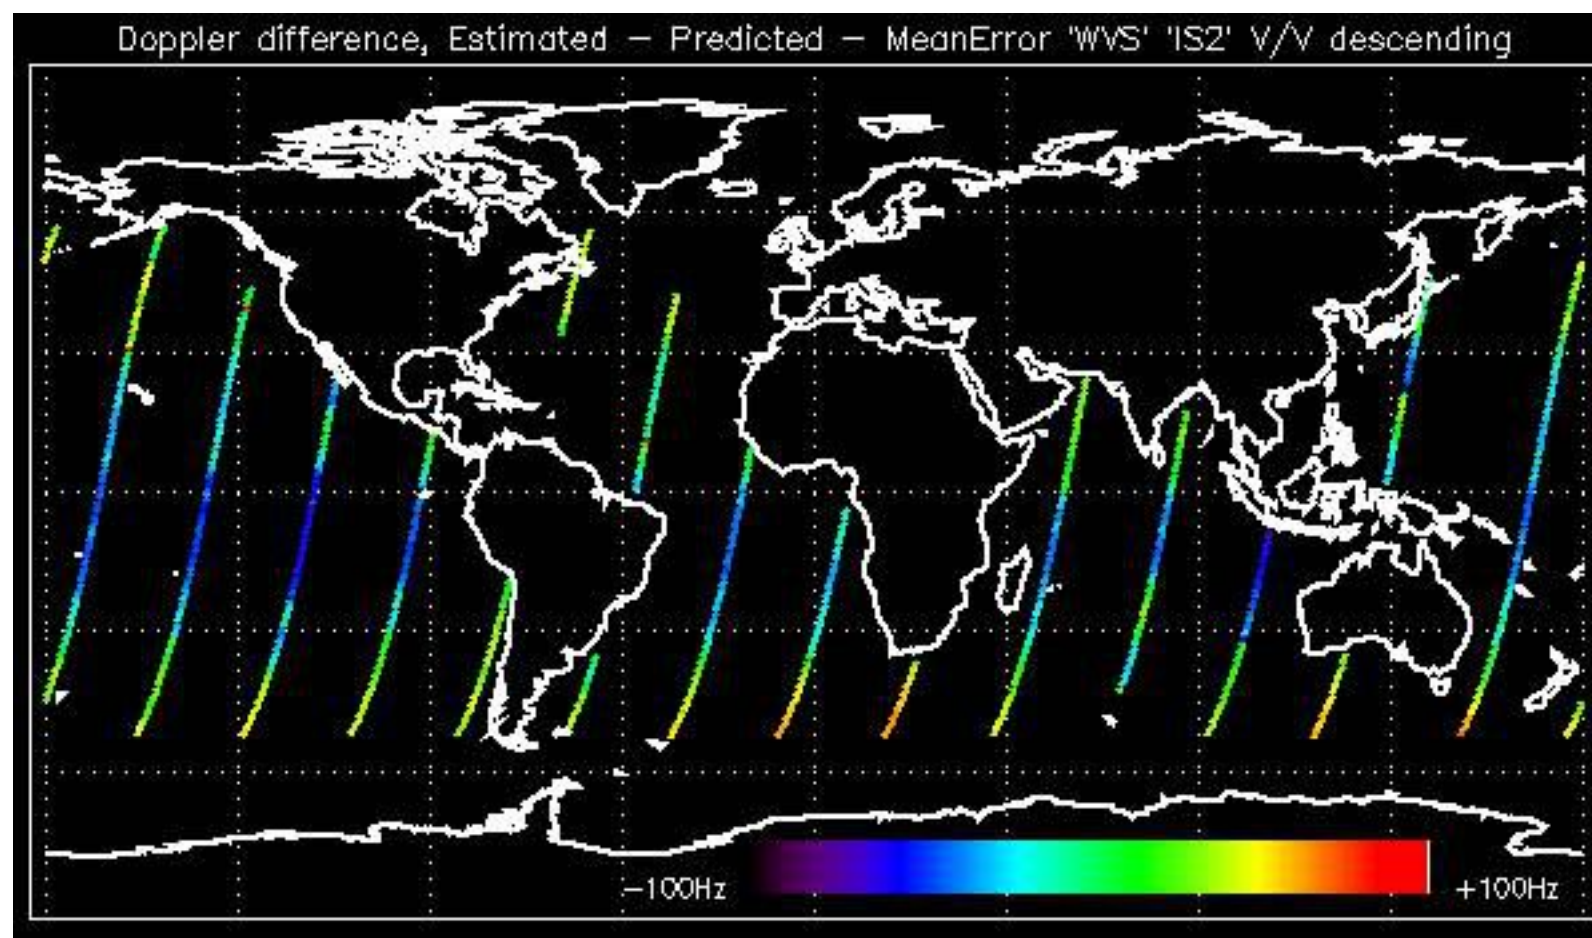 Doppler difference, Estimated – Predicted – MeanError 'WVS' 'IS2' V/V descending
-100Hz +100Hz